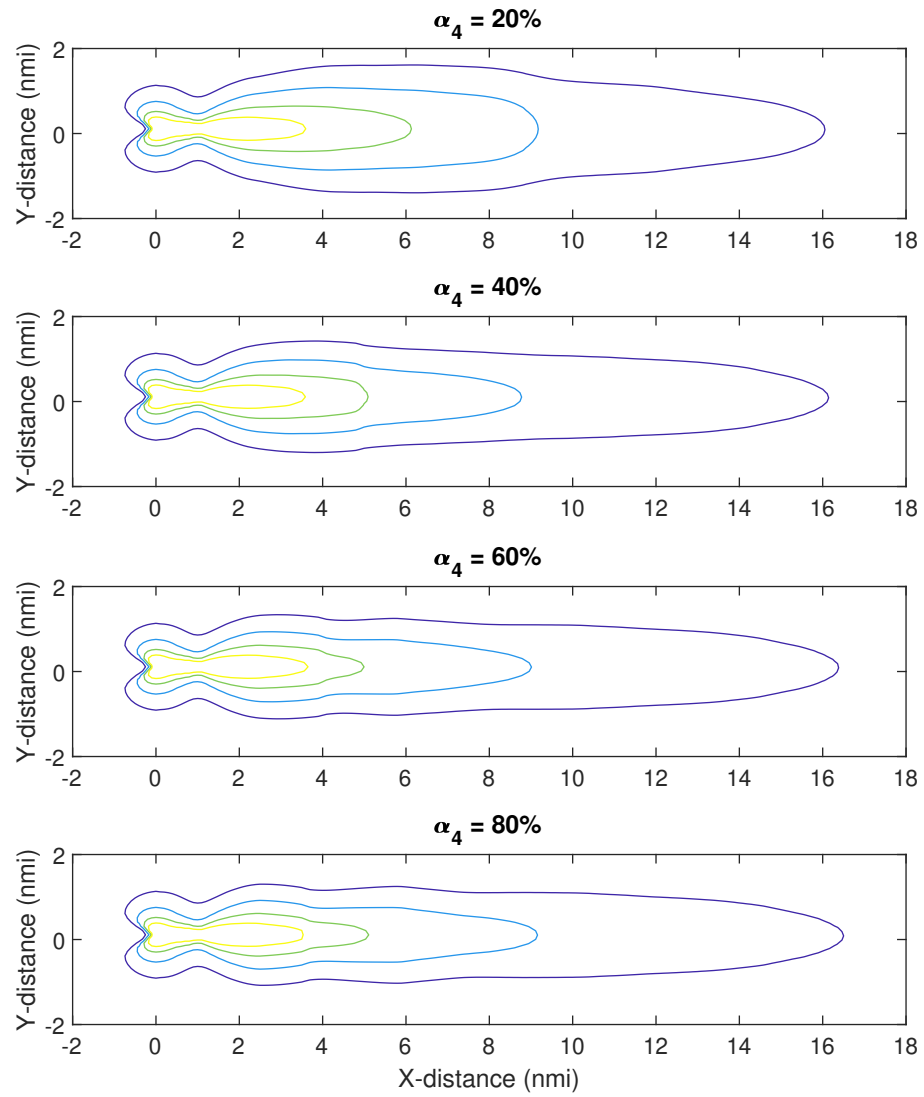 α4 = 20%
Y-distance (nmi)
2
0
-2
-2 0 2 4 6 8 10 12 14 16 18
α4 = 40%
Y-distance (nmi)
2
0
-2
-2 0 2 4 6 8 10 12 14 16 18
α4 = 60%
Y-distance (nmi)
2
0
-2
-2 0 2 4 6 8 10 12 14 16 18
α4 = 80%
Y-distance (nmi)
2
0
-2
-2 0 2 4 6 8 10 12 14 16 18
X-distance (nmi)